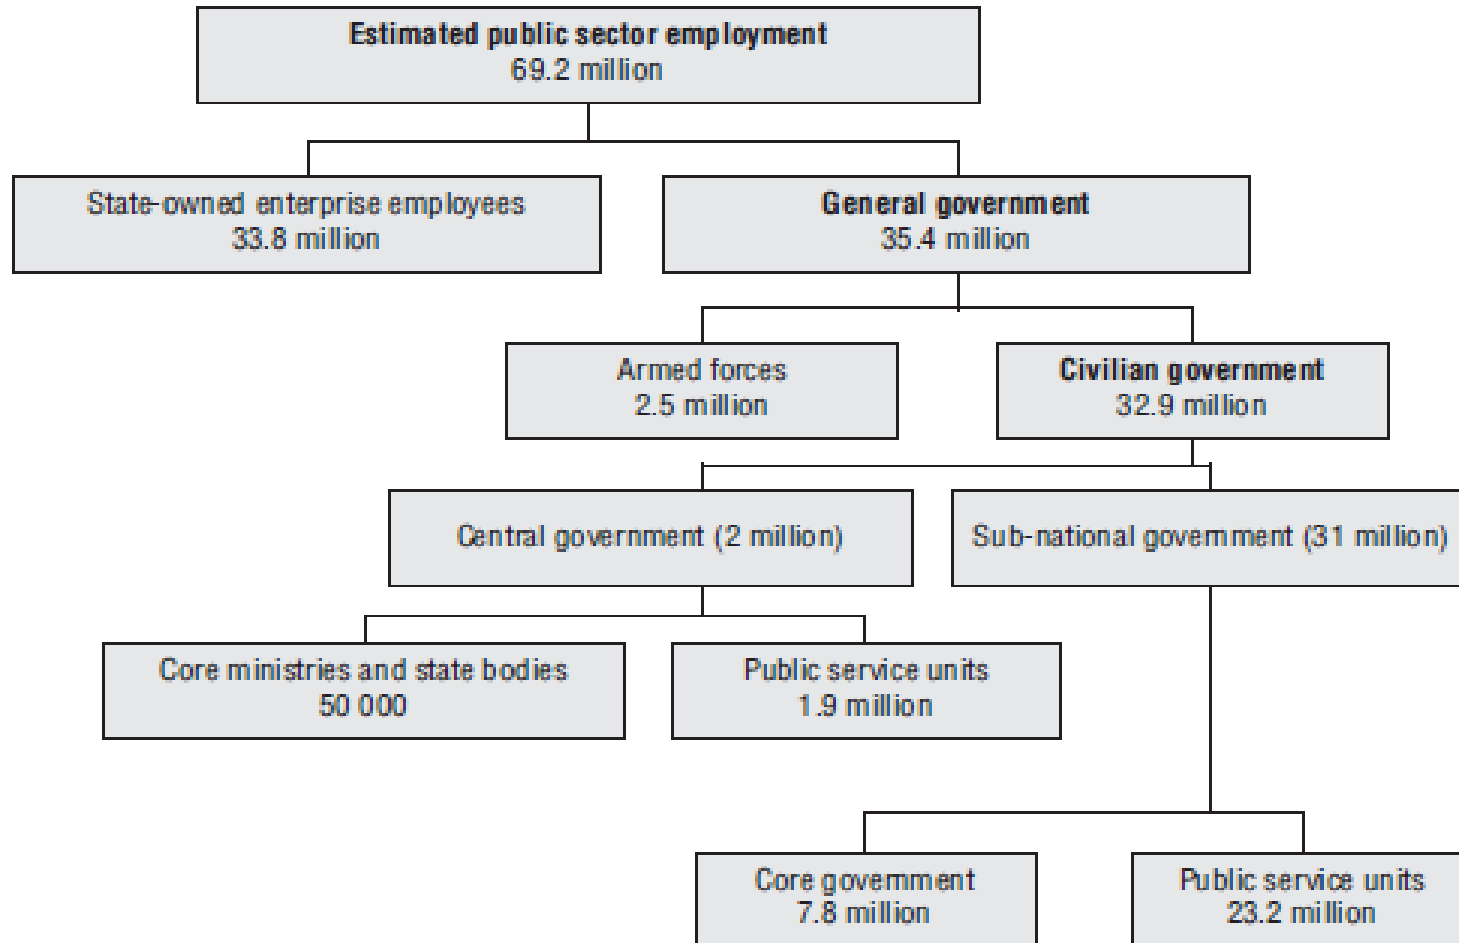 Estimated public sector employment
69.2 million
State-owned enterprise employees
33.8 million
General government
35.4 million
Armed forces
2.5 million
Civilian government
32.9 million
Central government (2 million)
Sub-national government (31 million)
Core ministries and state bodies
50 000
Public service units
1.9 million
Core government
7.8 million
Public service units
23.2 million